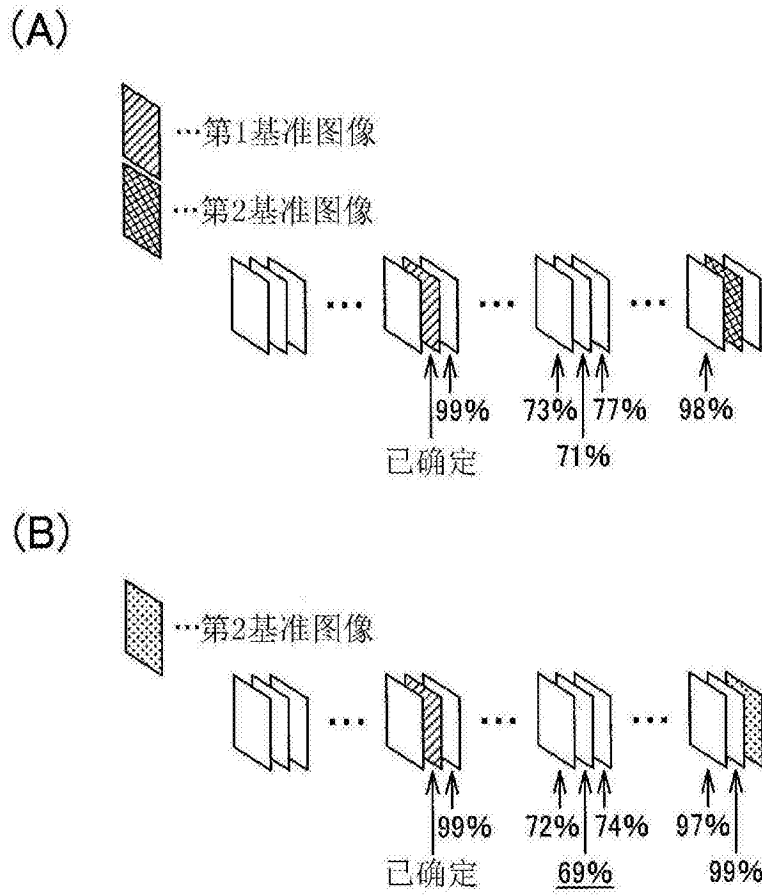 (A)
…第1基准图像
…第2基准图像
… … …
99% 73% 77% 98%
已确定 71%
(B)
…第2基准图像
… … …
99% 72% 74% 97%
已确定 69% 99%